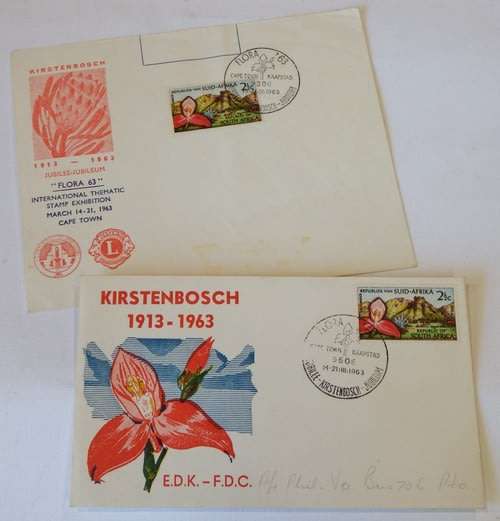 KIRSTENBOSCH
1913 - 1963
JUBILEE-JUBILEUM
"FLORA 63"
INTERNATIONAL THEMATIC
STAMP EXHIBITION
MARCH 14-21, 1963
CAPE TOWN
L
REPUBLIEK VAN SUID-AFRIKA 2½c
REPUBLIC OF
SOUTH AFRICA
FLORA '63
CAPE TOWN KAAPSTAD
KIRSTENBOSCH
1913-1963
E.D.K. - F.D.C.
REPUBLIEK VAN SUID-AFRIKA 2½c
REPUBLIC OF
SOUTH AFRICA
FLORA
CAPE TOWN KAAPSTAD
14-21.III.1963
JUBILEE-KIRSTENBOSCH-JUBILEUM